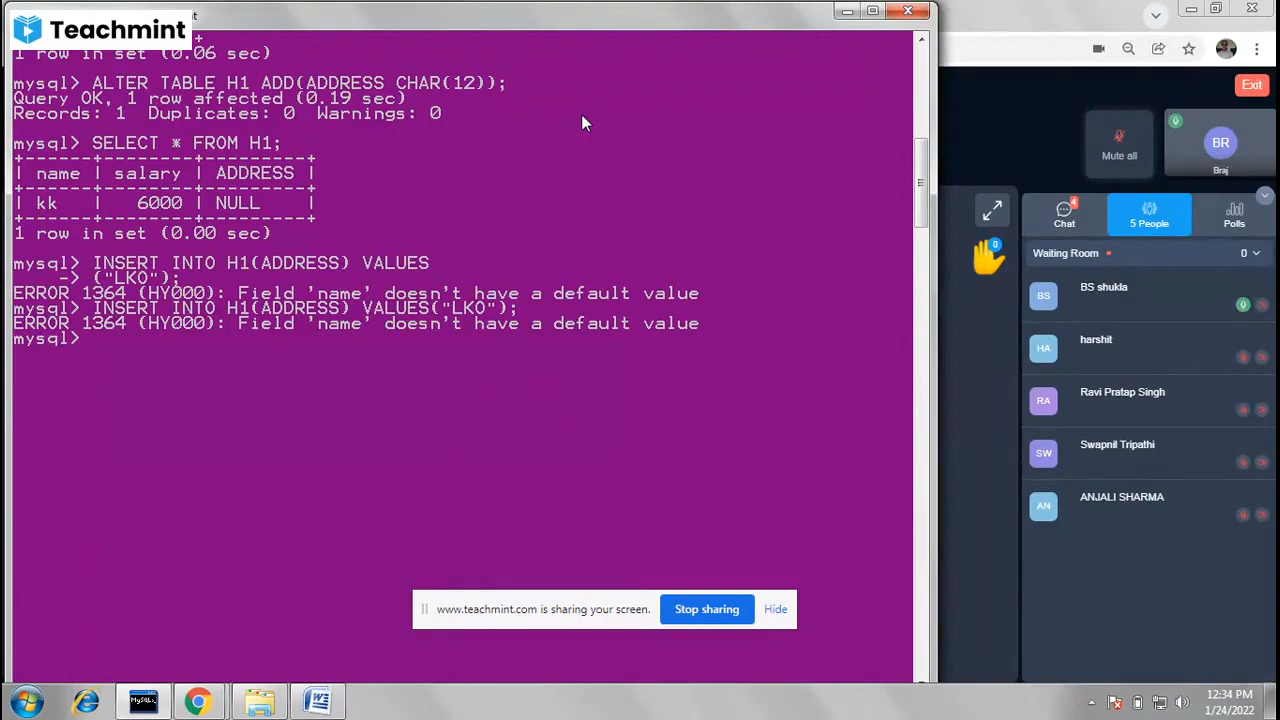 Teachmint
1 row in set (0.06 sec)
mysql> ALTER TABLE H1 ADD(ADDRESS CHAR(12));
Query OK, 1 row affected (0.19 sec)
Records: 1  Duplicates: 0  Warnings: 0
mysql> SELECT * FROM H1;
+------+--------+---------+
| name | salary | ADDRESS |
+------+--------+---------+
| kk   |   6000 | NULL    |
+------+--------+---------+
1 row in set (0.00 sec)
mysql> INSERT INTO H1(ADDRESS) VALUES
    -> ("LKO");
ERROR 1364 (HY000): Field 'name' doesn't have a default value
mysql> INSERT INTO H1(ADDRESS) VALUES("LKO");
ERROR 1364 (HY000): Field 'name' doesn't have a default value
mysql>
www.teachmint.com is sharing your screen.
Stop sharing
Hide
Exit
Mute all
BR
Braj
4
Chat
5 People
Polls
0
Waiting Room
0
BS
BS shukla
HA
harshit
RA
Ravi Pratap Singh
SW
Swapnil Tripathi
AN
ANJALI SHARMA
MySQL
12:34 PM
1/24/2022